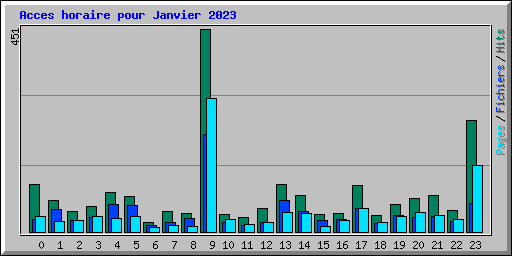 Acces horaire pour Janvier 2023
451
Pages / Fichiers / Hits
0 1 2 3 4 5 6 7 8 9 10 11 12 13 14 15 16 17 18 19 20 21 22 23